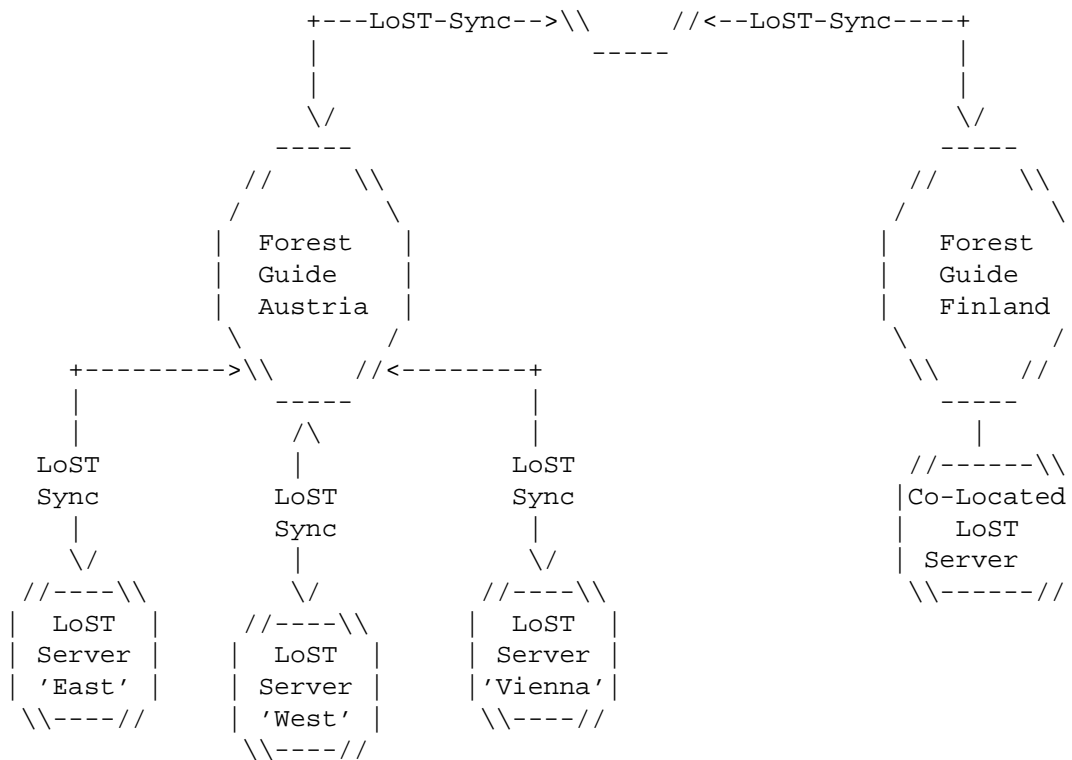 +---LoST-Sync-->\\     //<--LoST-Sync----+
                   |                 -----                  |
                   |                                        |
                   \/                                       \/
                 -----                                    -----
               //     \\                                //     \\
              /         \                              /         \
             |  Forest   |                            |   Forest
             |  Guide    |                            |   Guide
             |  Austria  |                            |   Finland
              \         /                              \         /
    +--------->\\     //<--------+                      \\     //
    |            -----           |                        -----
    |             /\             |                          |
  LoST            |             LoST                    //------\\
  Sync           LoST           Sync                   |Co-Located
    |            Sync            |                     |   LoST
    \/            |              \/                    | Server
 //----\\         \/          //----\\                  \\------//
|  LoST  |     //----\\      |  LoST  |
| Server |    |  LoST  |     | Server |
| 'East' |    | Server |     |'Vienna'|
 \\----//     | 'West' |      \\----//
               \\----//